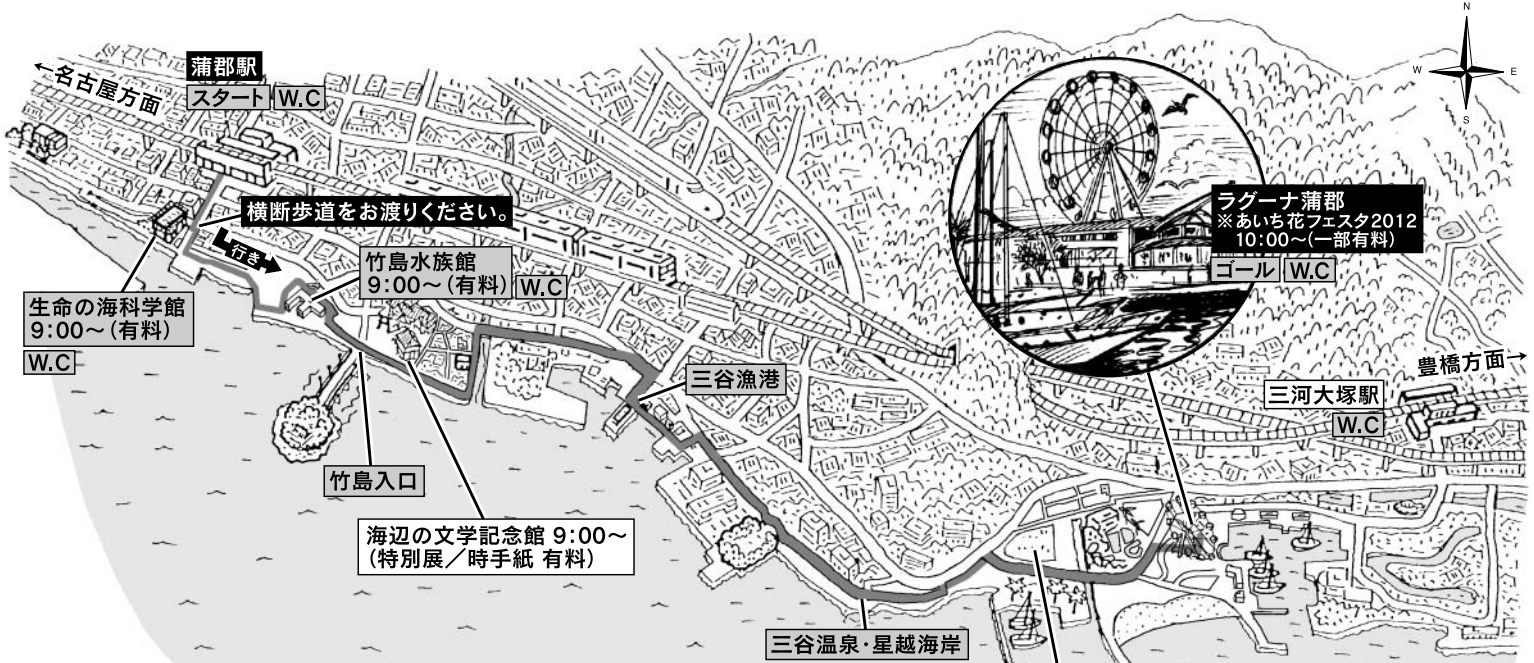 N
W
E
S
←名古屋方面
蒲郡駅
スタート W.C
横断歩道をお渡りください。
行き
生命の海科学館
9:00～(有料)
W.C
竹島水族館
9:00～(有料) W.C
三谷漁港
竹島入口
海辺の文学記念館 9:00～
(特別展／時手紙 有料)
三谷温泉・星越海岸
ラグーナ蒲郡
※あいち花フェスタ2012
10:00～(一部有料)
ゴール W.C
豊橋方面→
三河大塚駅
W.C